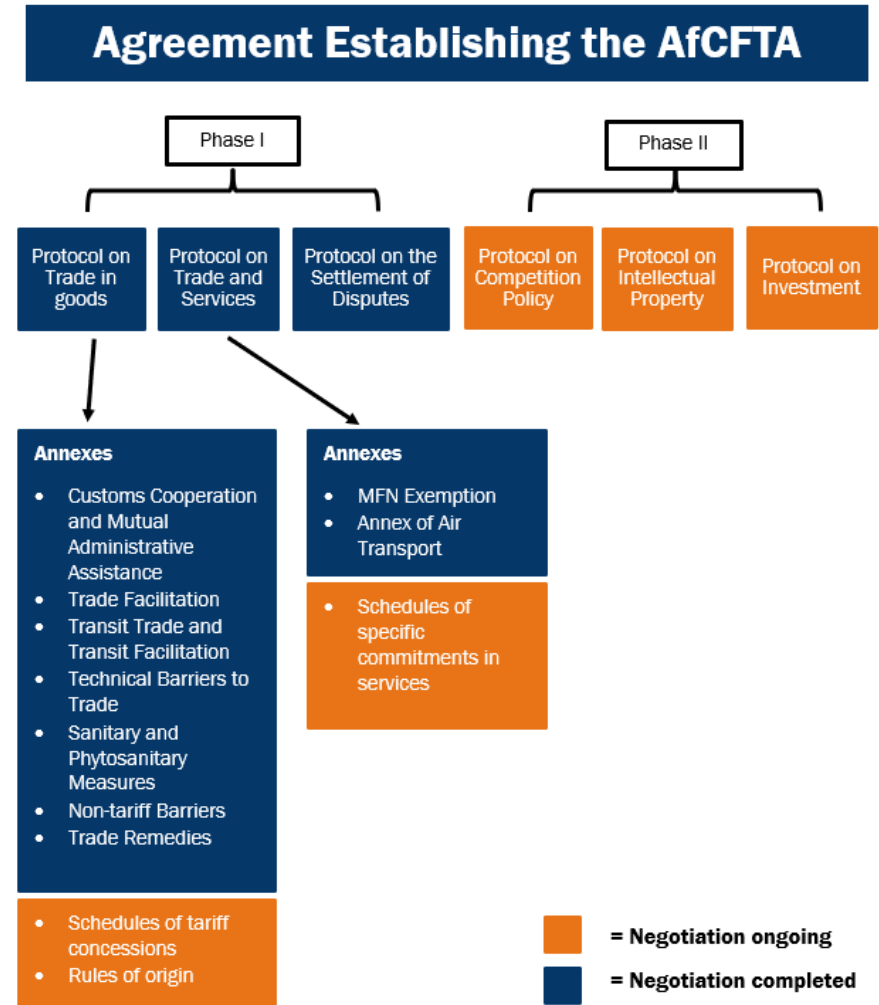 Agreement Establishing the AfCFTA
Phase I
Phase II
Protocol on
Trade in
goods
Protocol on
Trade and
Services
Protocol on the
Settlement of
Disputes
Protocol on
Competition
Policy
Protocol on
Intellectual
Property
Protocol on
Investment
Annexes
• Customs Cooperation
and Mutual
Administrative
Assistance
• Trade Facilitation
• Transit Trade and
Transit Facilitation
• Technical Barriers to
Trade
• Sanitary and
Phytosanitary
Measures
• Non-tariff Barriers
• Trade Remedies
• Schedules of tariff
concessions
• Rules of origin
Annexes
• MFN Exemption
• Annex of Air
Transport
• Schedules of
specific
commitments in
services
= Negotiation ongoing
= Negotiation completed